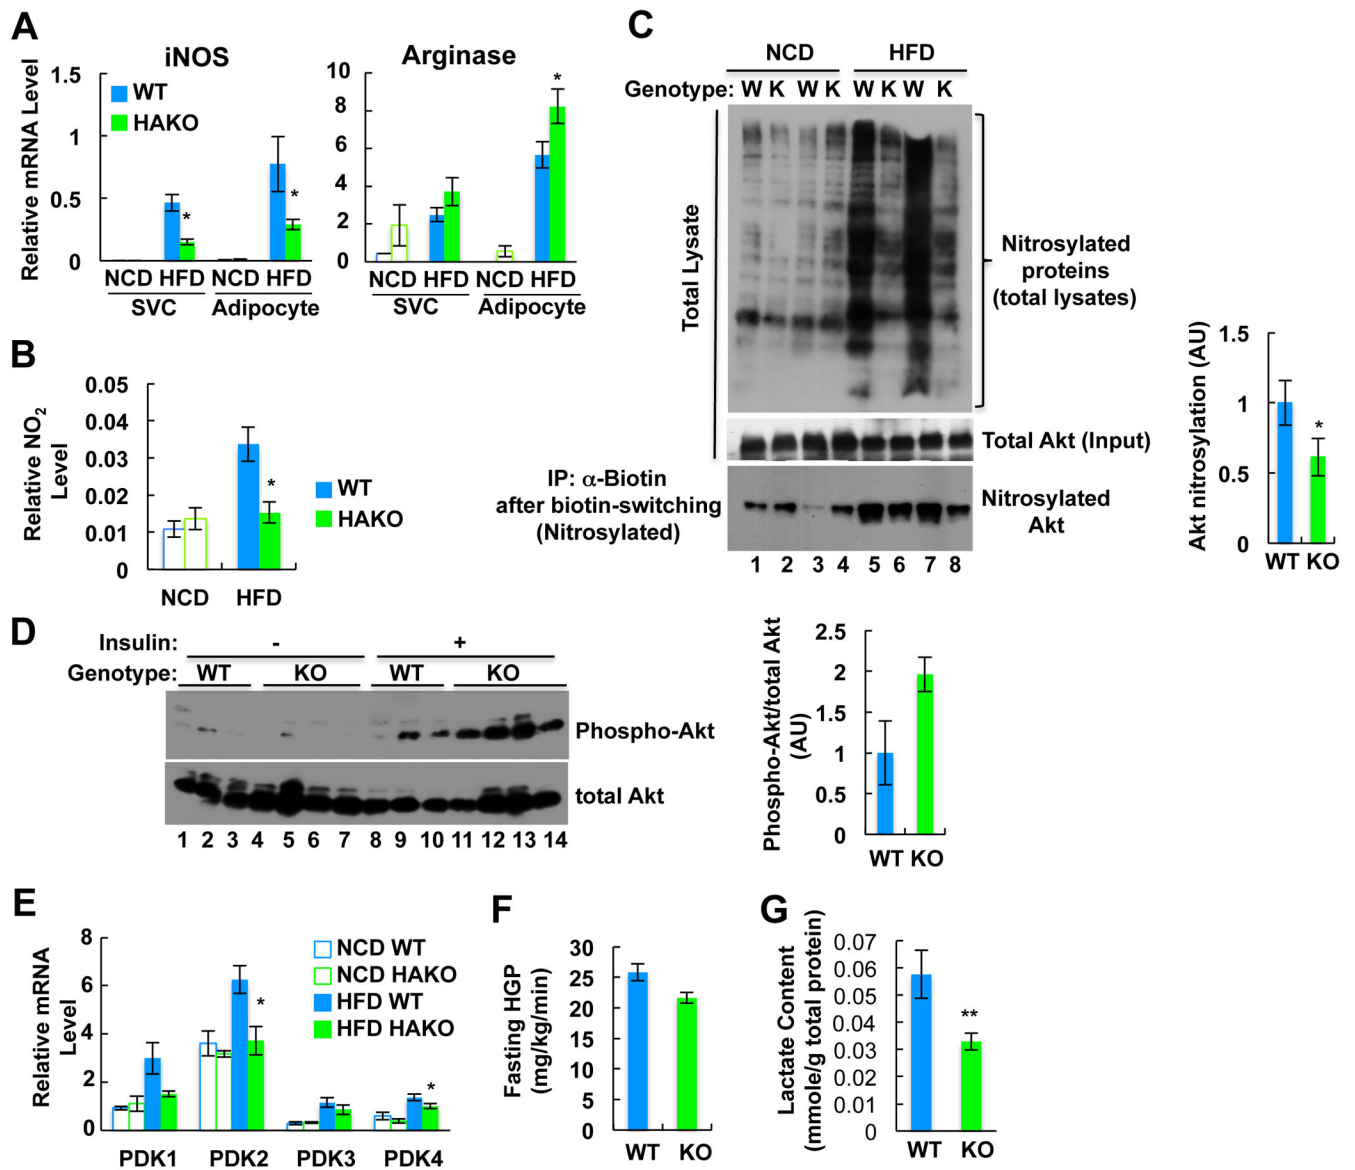 A
iNOS
Relative mRNA Level
1.5
1
0.5
0
WT
HAKO
*
*
NCD HFD NCD HFD
SVC Adipocyte
Arginase
10
8
6
4
2
0
*
NCD HFD NCD HFD
SVC Adipocyte
B
Relative NO2
Level
0.05
0.04
0.03
0.02
0.01
0
*
WT
HAKO
NCD HFD
C
NCD HFD
Genotype: W K W K W K W K
Total Lysate
Nitrosylated
proteins
(total lysates)
Total Akt (Input)
IP: α-Biotin
after biotin-switching
(Nitrosylated)
Nitrosylated
Akt
1 2 3 4 5 6 7 8
Akt nitrosylation (AU)
1.5
1
0.5
0
*
WT KO
D
Insulin: - +
Genotype: WT KO WT KO
Phospho-Akt
total Akt
1 2 3 4 5 6 7 8 9 10 11 12 13 14
Phospho-Akt/total Akt
(AU)
2.5
2
1.5
1
0.5
0
WT KO
E
Relative mRNA
Level
8
6
4
2
0
NCD WT
NCD HAKO
HFD WT
HFD HAKO
*
*
PDK1 PDK2 PDK3 PDK4
F
Fasting HGP
(mg/kg/min)
30
25
20
15
10
5
0
WT KO
G
Lactate Content
(mmole/g total protein)
0.07
0.06
0.05
0.04
0.03
0.02
0.01
0
**
WT KO